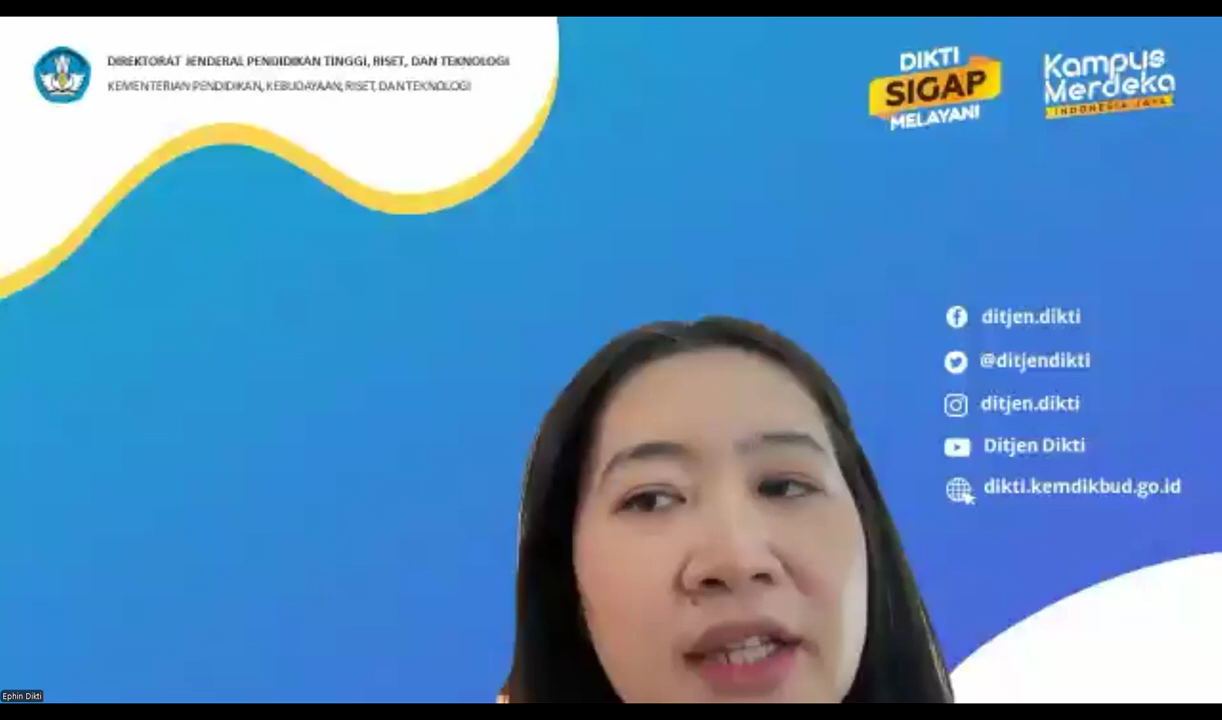 DIREKTORAT JENDERAL PENDIDIKAN TINGGI, RISET, DAN TEKNOLOGI
KEMENTERIAN PENDIDIKAN, KEBUDAYAAN, RISET, DAN TEKNOLOGI
DIKTI
SIGAP
MELAYANI
Kampus
Merdeka
INDONESIA JAYA
ditjen.dikti
@ditjendikti
ditjen.dikti
Ditjen Dikti
dikti.kemdikbud.go.id
Ephin Dikti